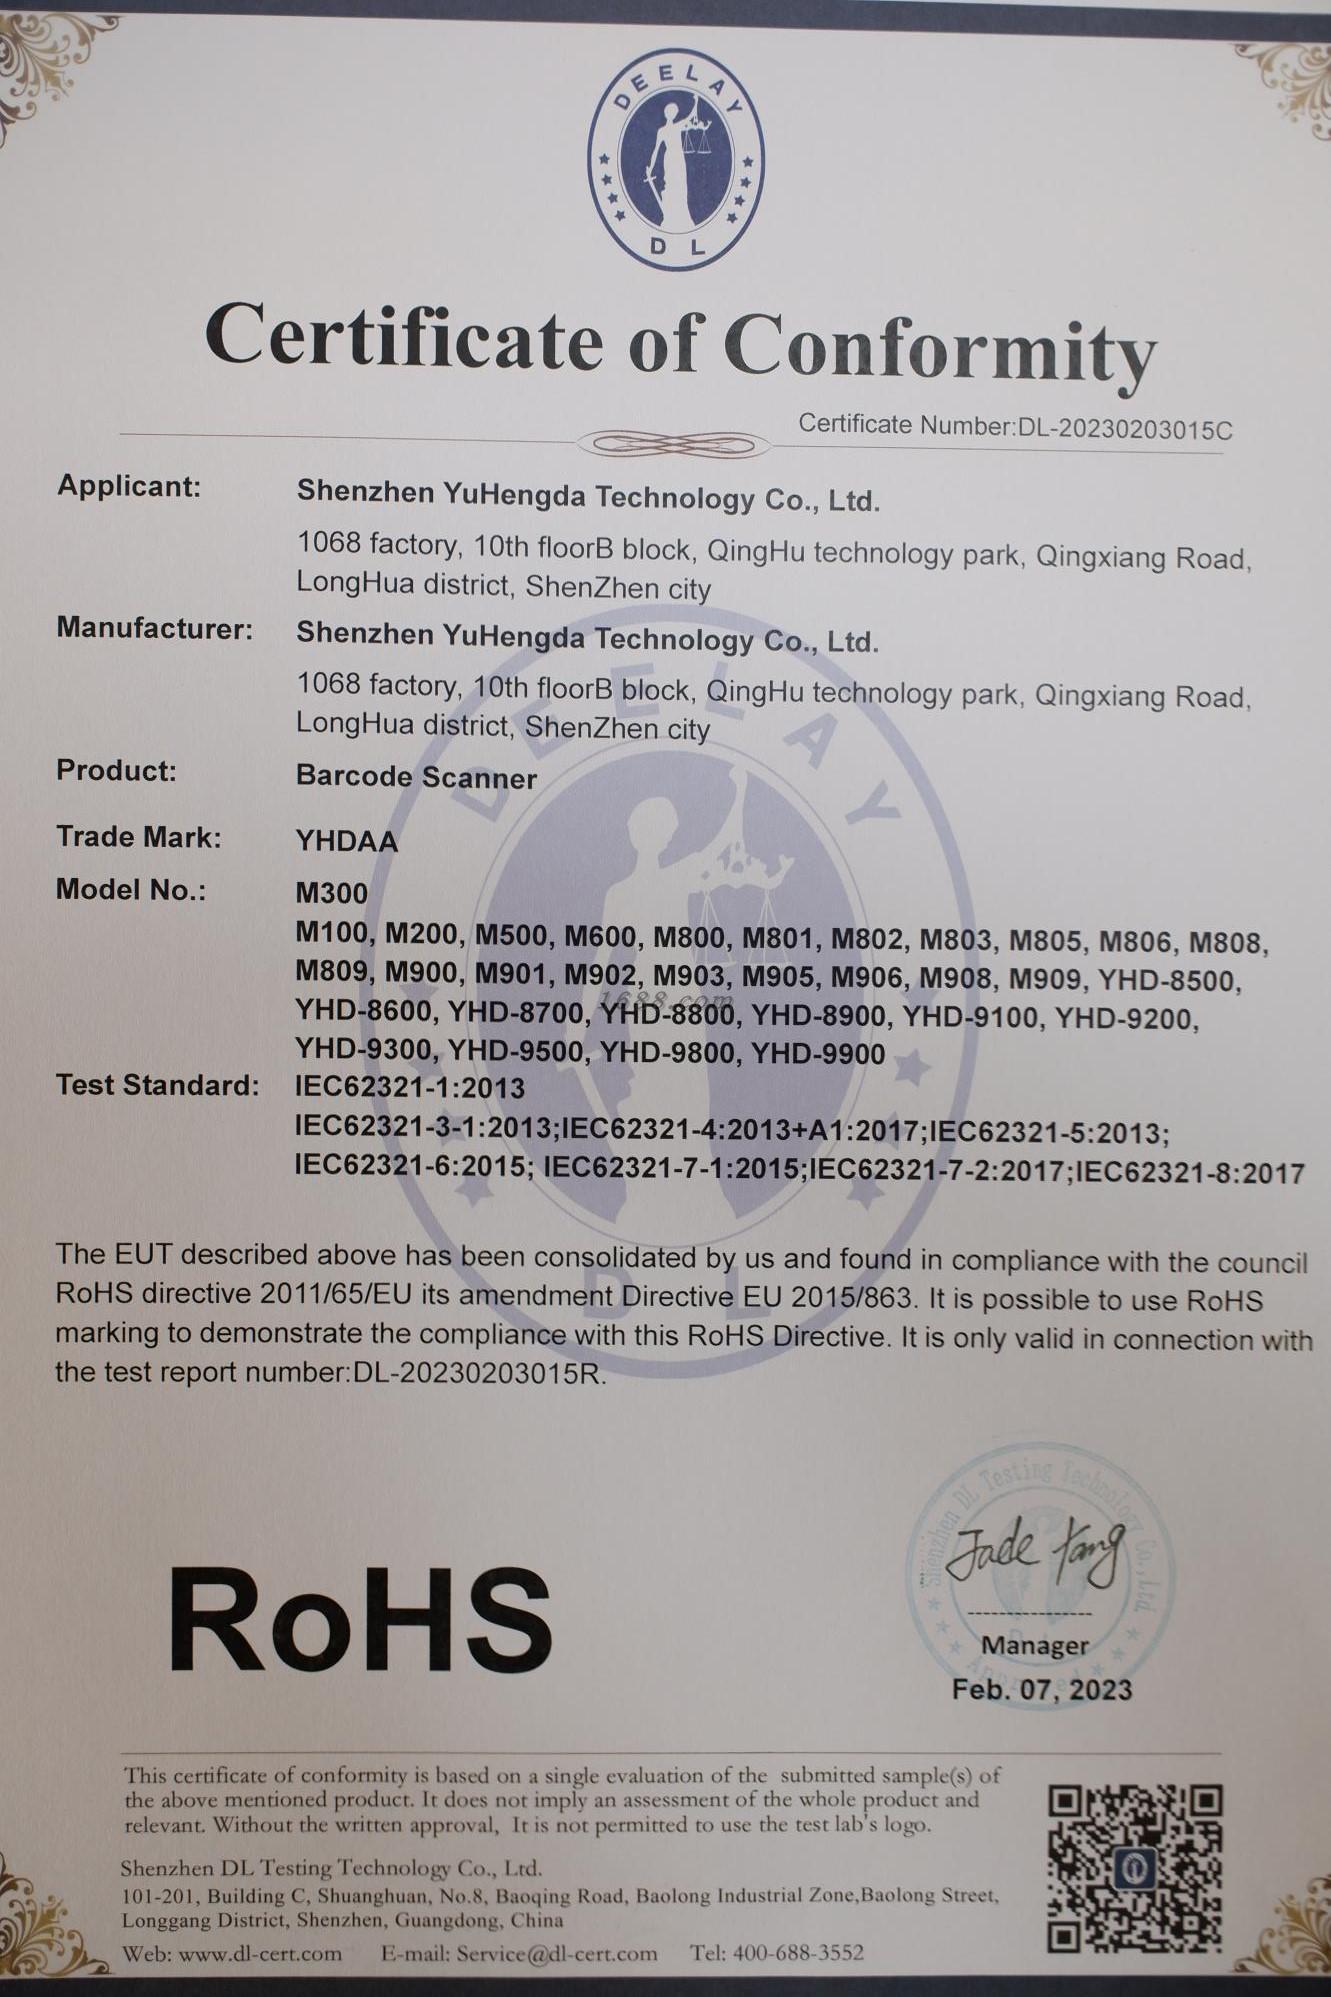 DEELAY
DL
Certificate of Conformity
Certificate Number:DL-20230203015C
Applicant: Shenzhen YuHengda Technology Co., Ltd.
1068 factory, 10th floorB block, QingHu technology park, Qingxiang Road,
LongHua district, ShenZhen city
Manufacturer: Shenzhen YuHengda Technology Co., Ltd.
1068 factory, 10th floorB block, QingHu technology park, Qingxiang Road,
LongHua district, ShenZhen city
Product: Barcode Scanner
Trade Mark: YHDAA
Model No.: M300
M100, M200, M500, M600, M800, M801, M802, M803, M805, M806, M808,
M809, M900, M901, M902, M903, M905, M906, M908, M909, YHD-8500,
1688.com
YHD-8600, YHD-8700, YHD-8800, YHD-8900, YHD-9100, YHD-9200,
YHD-9300, YHD-9500, YHD-9800, YHD-9900
Test Standard: IEC62321-1:2013
IEC62321-3-1:2013;IEC62321-4:2013+A1:2017;IEC62321-5:2013;
IEC62321-6:2015; IEC62321-7-1:2015;IEC62321-7-2:2017;IEC62321-8:2017
DEELAY
DL
The EUT described above has been consolidated by us and found in compliance with the council
RoHS directive 2011/65/EU its amendment Directive EU 2015/863. It is possible to use RoHS
marking to demonstrate the compliance with this RoHS Directive. It is only valid in connection with
the test report number:DL-20230203015R.
RoHS
Shenzhen DL Testing Technology Co., Ltd.
Jade Yang
Manager
Approved
Feb. 07, 2023
This certificate of conformity is based on a single evaluation of the submitted sample(s) of
the above mentioned product. It does not imply an assessment of the whole product and
relevant. Without the written approval, It is not permitted to use the test lab's logo.
Shenzhen DL Testing Technology Co., Ltd.
101-201, Building C, Shuanghuan, No.8, Baoqing Road, Baolong Industrial Zone,Baolong Street,
Longgang District, Shenzhen, Guangdong, China
Web: www.dl-cert.com E-mail: Service@dl-cert.com Tel: 400-688-3552